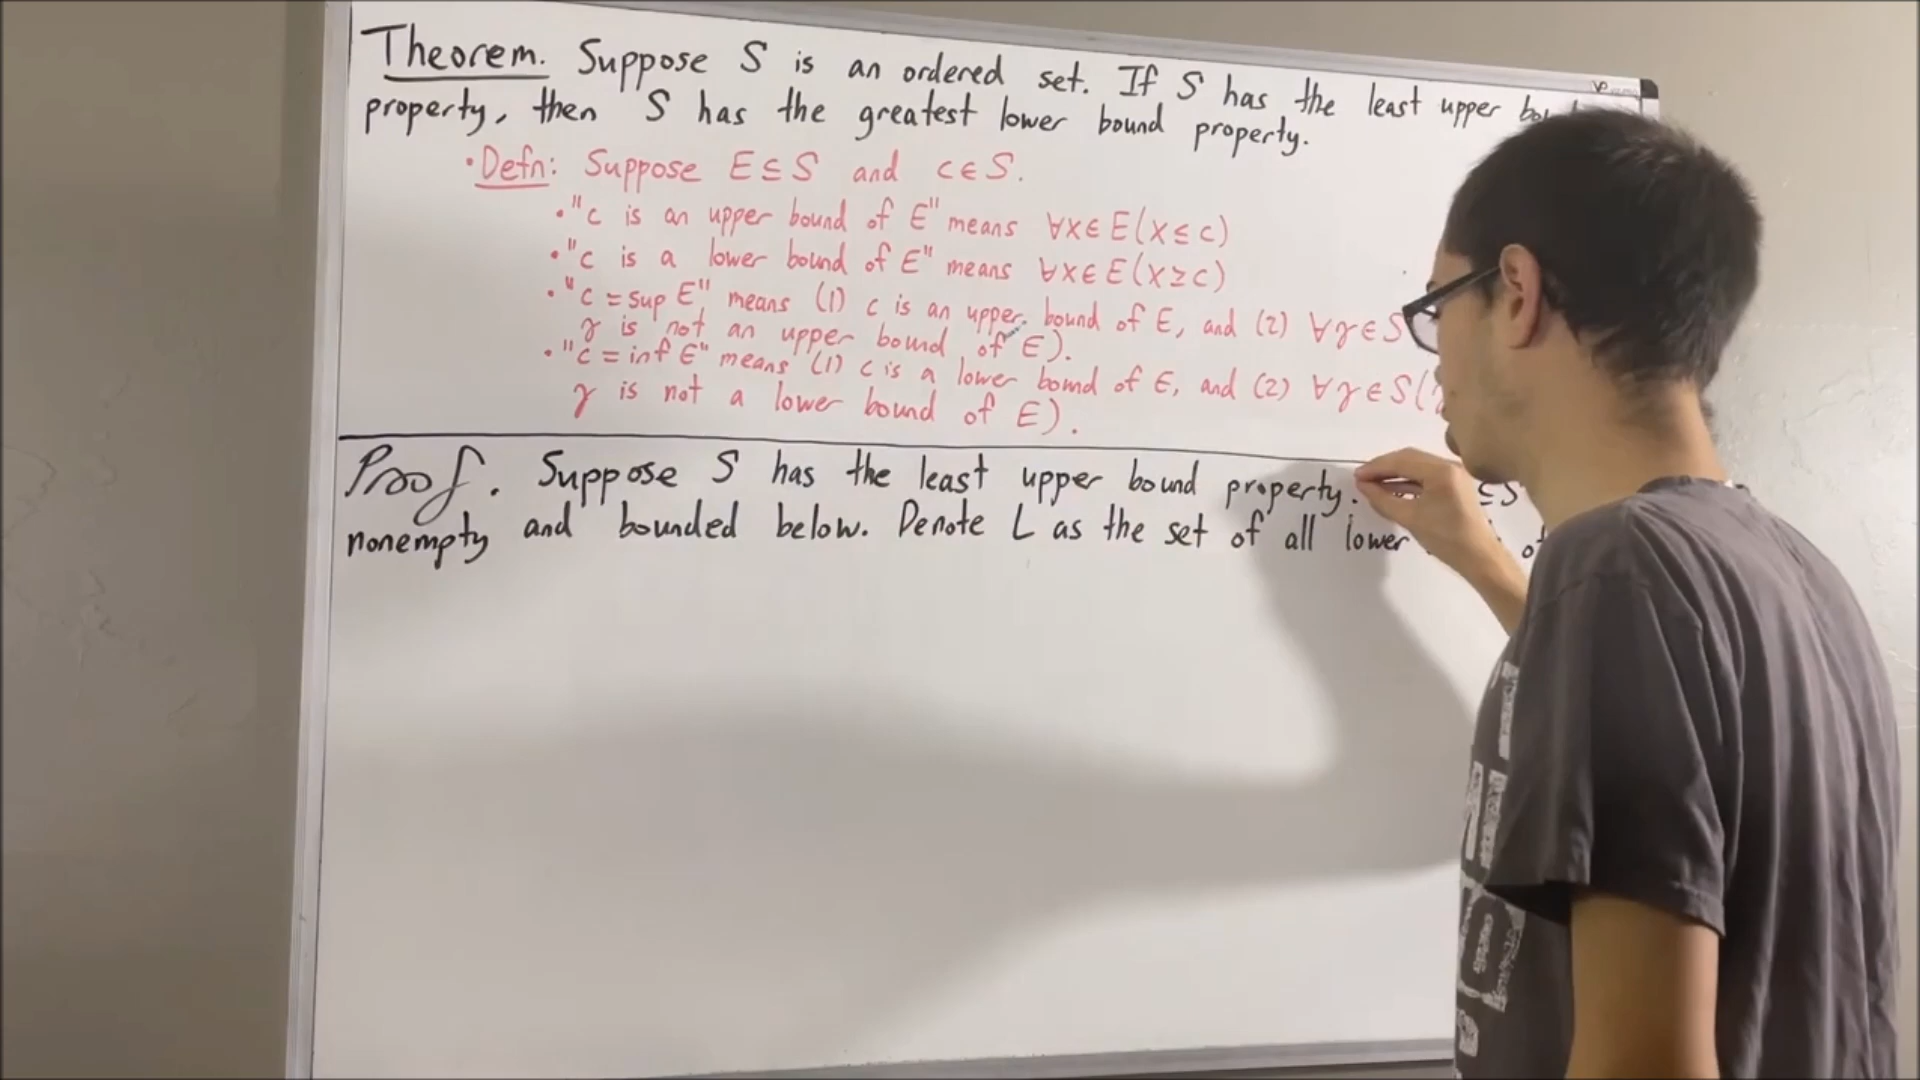 Theorem. Suppose S is an ordered set. If S has the least upper
property, then S has the greatest lower bound property.
• Defn: Suppose E ⊆ S and c ∈ S.
• "c is an upper bound of E" means ∀x∈E(x ≤ c)
• "c is a lower bound of E" means ∀x∈E(x ≥ c)
• "c = sup E" means (1) c is an upper bound of E, and (2) ∀γ∈S
γ is not an upper bound of E).
• "c = inf E" means (1) c is a lower bound of E, and (2) ∀γ∈S(
γ is not a lower bound of E).
Proof. Suppose S has the least upper bound property. ⊆S
nonempty and bounded below. Denote L as the set of all lower